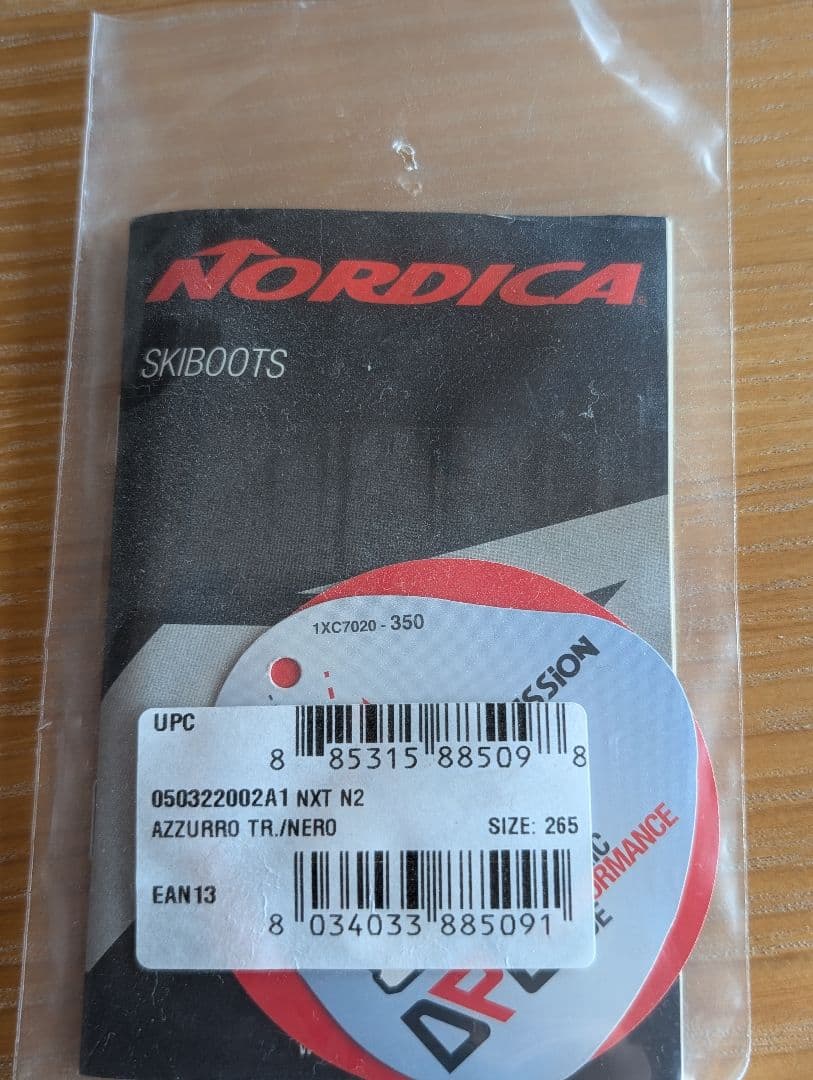 NORDICA
SKIBOOTS
1XC7020 - 350
UPC
8 85315 88509 8
050322002A1 NXT N2
AZZURRO TR./NERO SIZE: 265
EAN13
8 034033 885091